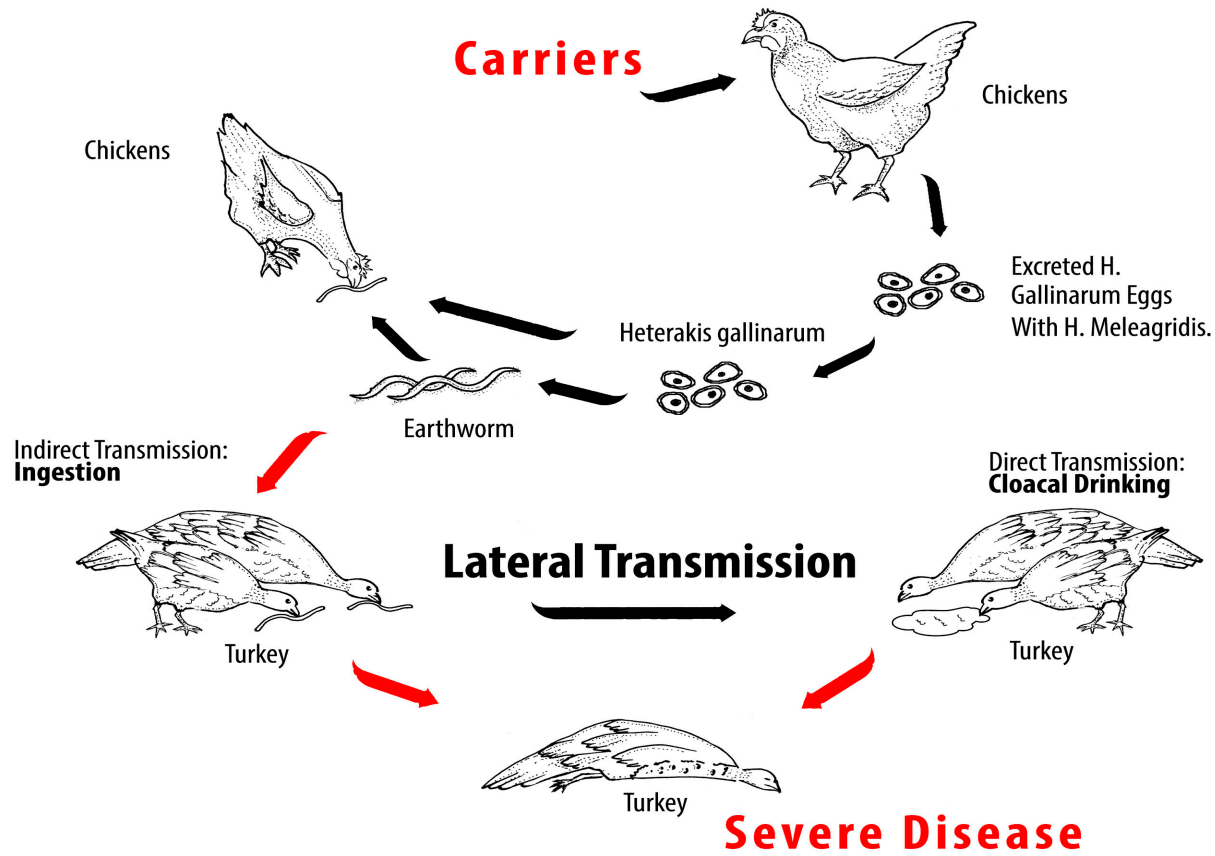 Carriers
Chickens
Chickens
Excreted H.
Gallinarum Eggs
With H. Meleagridis.
Heterakis gallinarum
Earthworm
Indirect Transmission:
Ingestion
Direct Transmission:
Cloacal Drinking
Lateral Transmission
Turkey
Turkey
Turkey
Severe Disease